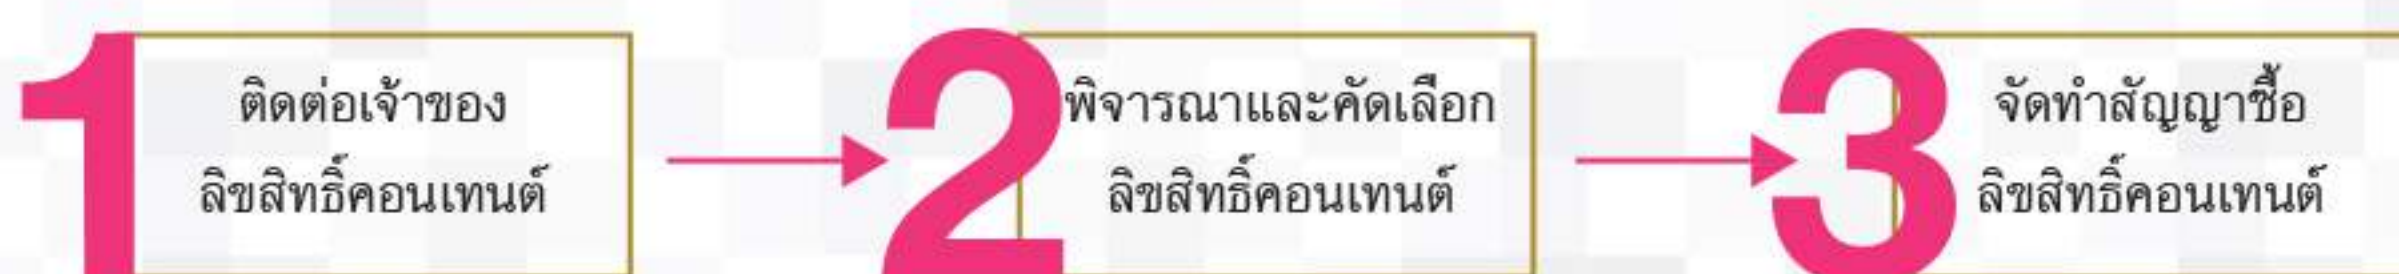 1
ติดต่อเจ้าของ
ลิขสิทธิ์คอนเทนต์
2
พิจารณาและคัดเลือก
ลิขสิทธิ์คอนเทนต์
3
จัดทำสัญญาซื้อ
ลิขสิทธิ์คอนเทนต์